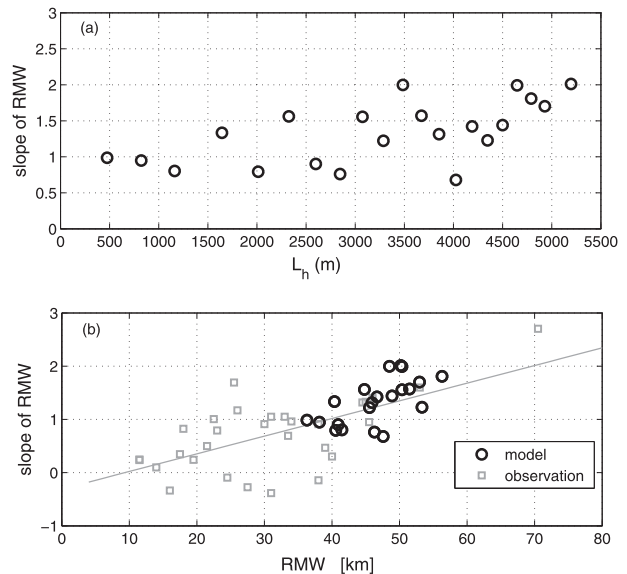 (a)
3
2.5
2
1.5
1
0.5
0
slope of RMW
0 500 1000 1500 2000 2500 3000 3500 4000 4500 5000 5500
L_h (m)
(b)
3
2
1
0
−1
slope of RMW
model
observation
0 10 20 30 40 50 60 70 80
RMW [km]